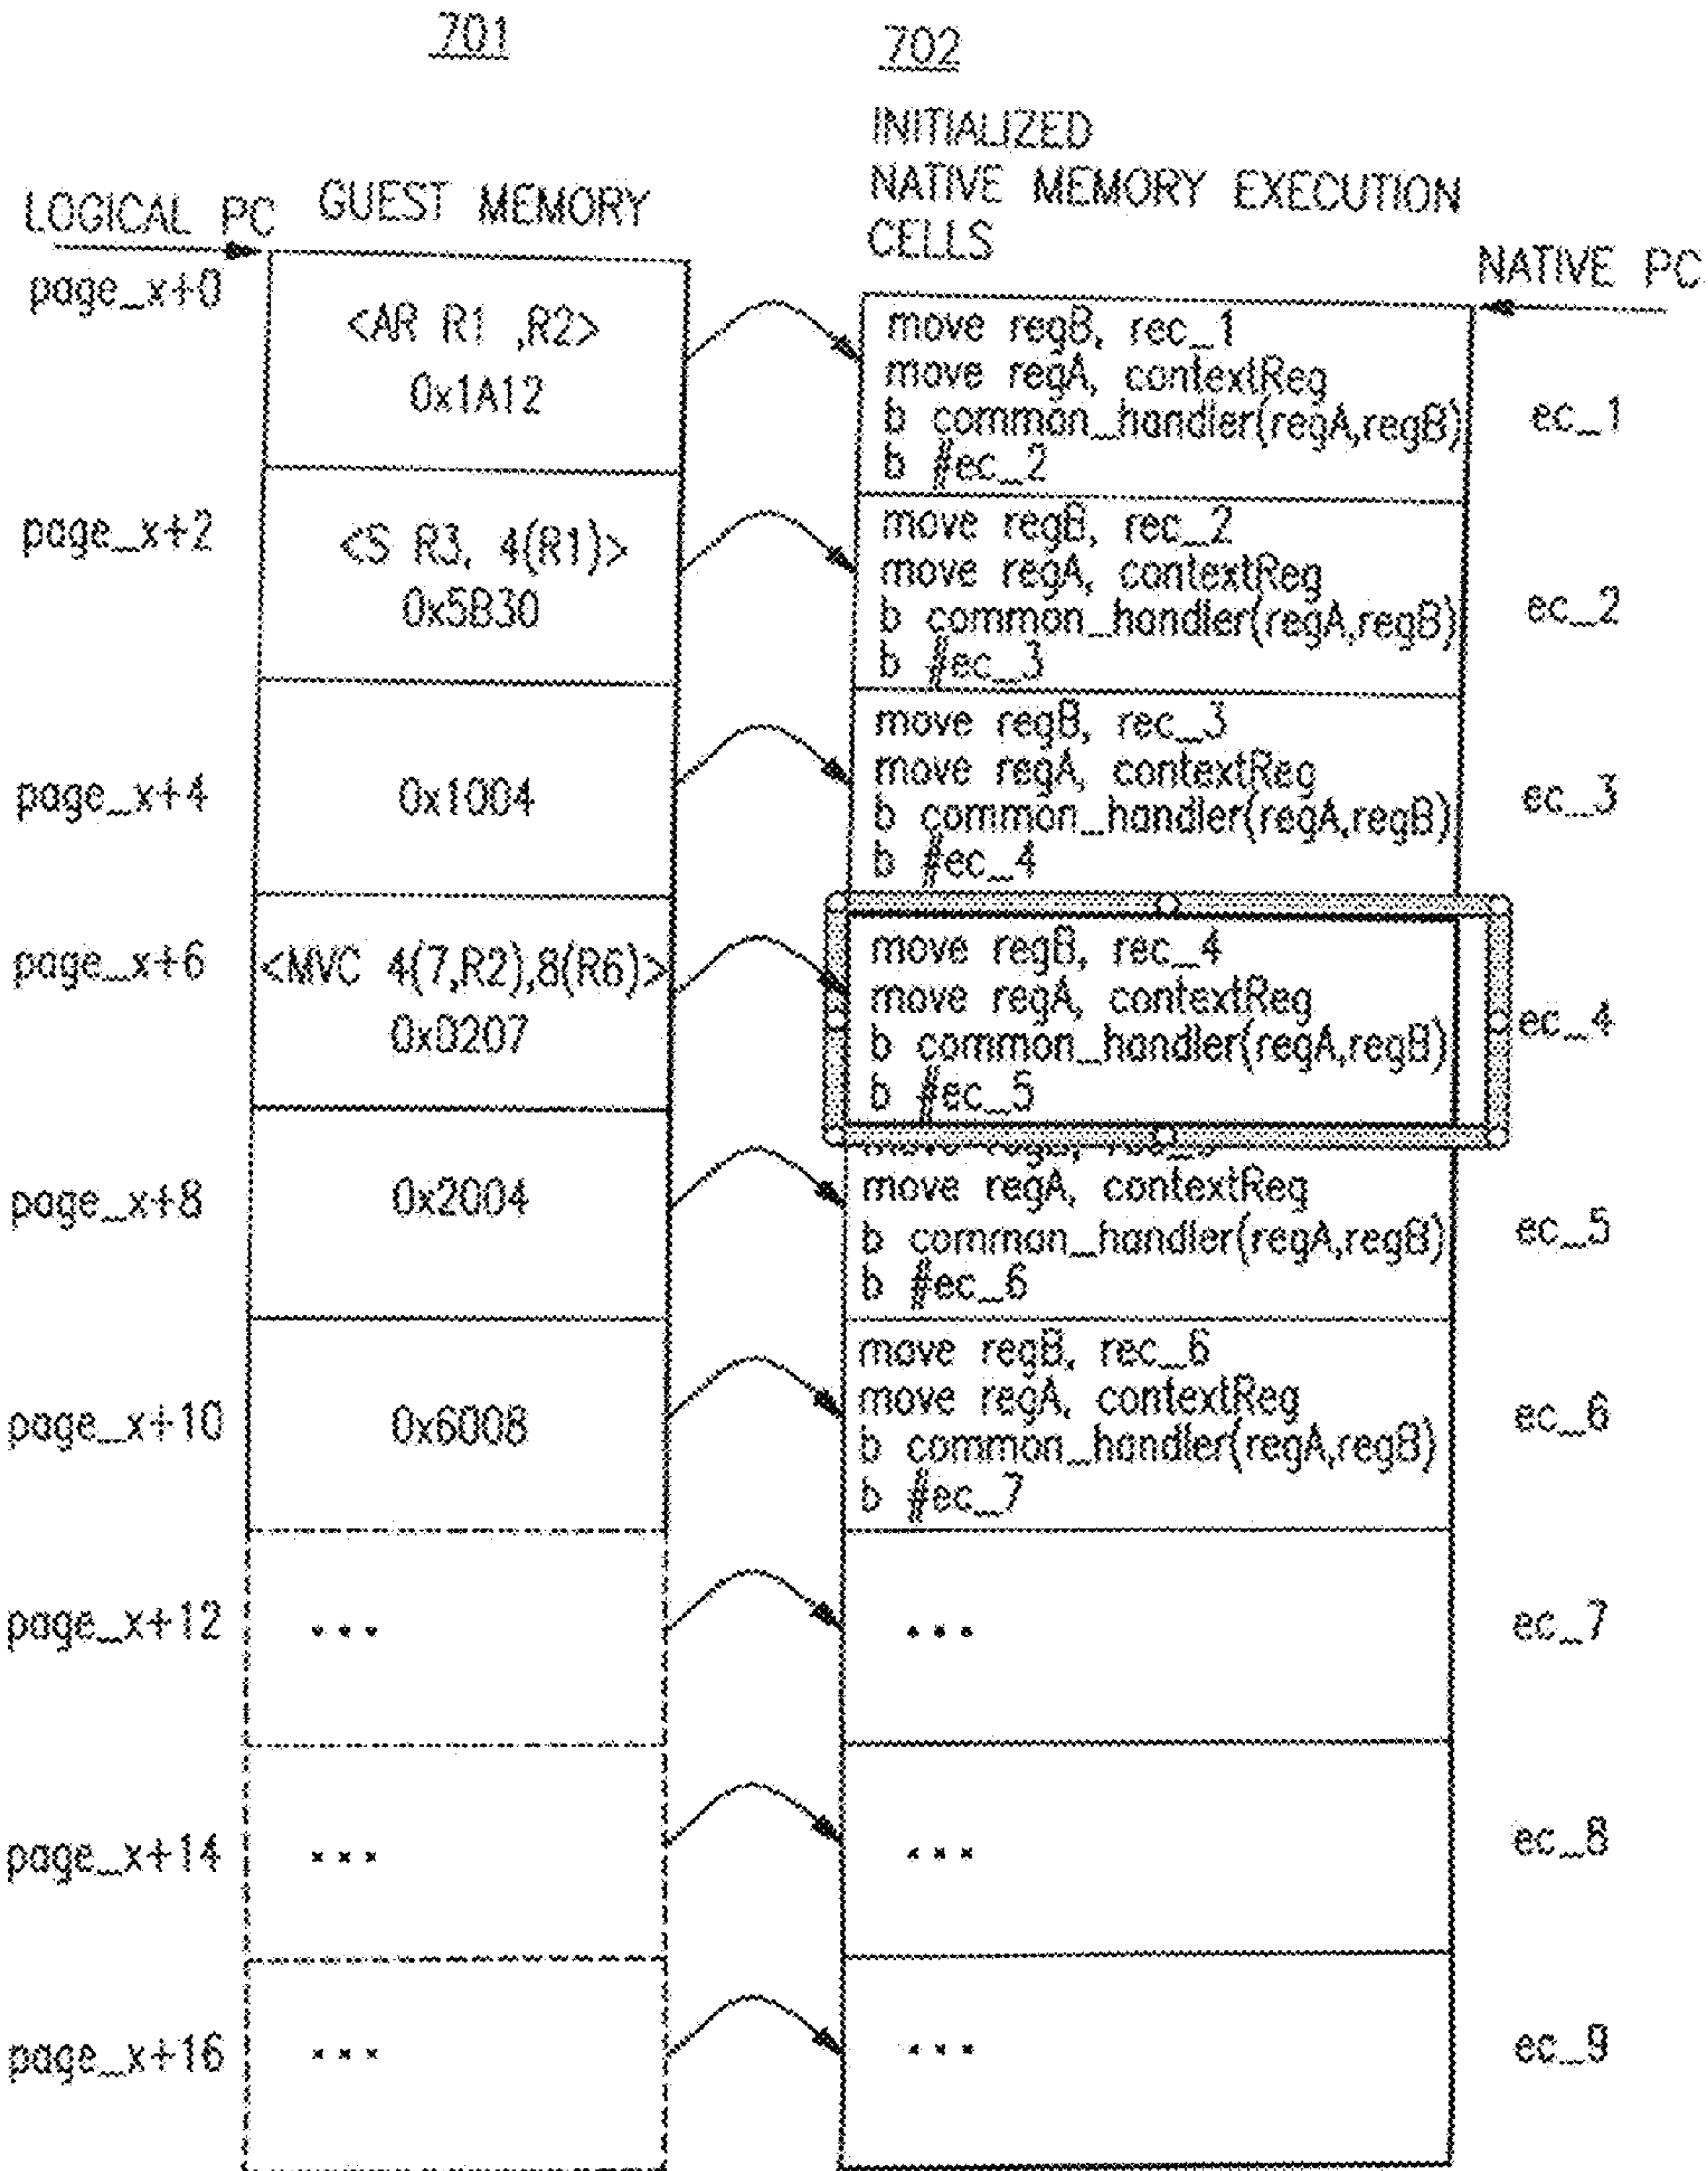 701
702
INITIALIZED
NATIVE MEMORY EXECUTION
CELLS
LOGICAL PC
GUEST MEMORY
NATIVE PC
page_x+0
<AR R1 ,R2>
0x1A12
move regB, rec_1
move regA, contextReg
b common_handler(regA,regB)
b #ec_2
ec_1
page_x+2
<S R3, 4(R1)>
0x5B30
move regB, rec_2
move regA, contextReg
b common_handler(regA,regB)
b #ec_3
ec_2
page_x+4
0x1004
move regB, rec_3
move regA, contextReg
b common_handler(regA,regB)
b #ec_4
ec_3
page_x+6
<MVC 4(7,R2),8(R6)>
0xD207
move regB, rec_4
move regA, contextReg
b common_handler(regA,regB)
b #ec_5
ec_4
page_x+8
0x2004
move regA, contextReg
b common_handler(regA,regB)
b #ec_6
ec_5
page_x+10
0x6008
move regB, rec_6
move regA, contextReg
b common_handler(regA,regB)
b #ec_7
ec_6
page_x+12
...
...
ec_7
page_x+14
...
...
ec_8
page_x+16
...
...
ec_9